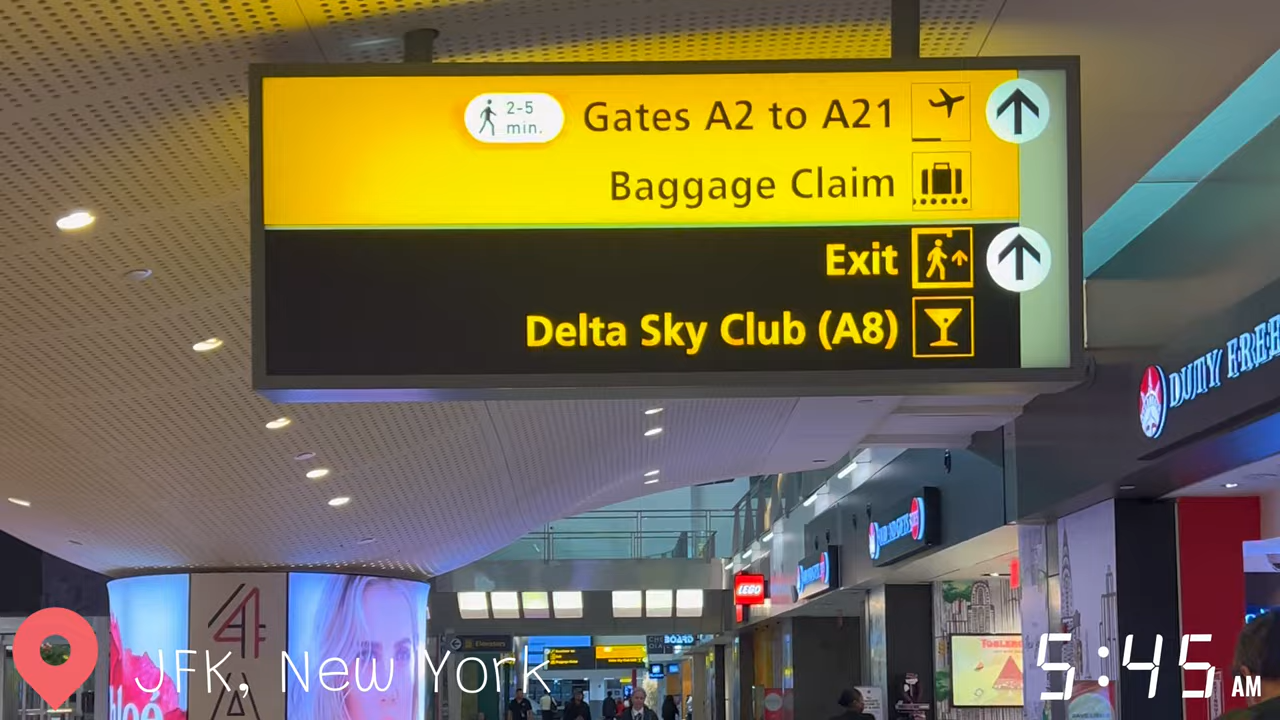 2-5
min.
Gates A2 to A21
Baggage Claim
Exit
Delta Sky Club (A8)
DUTY FREE
LEGO
4
JFK, New York
5:45 AM